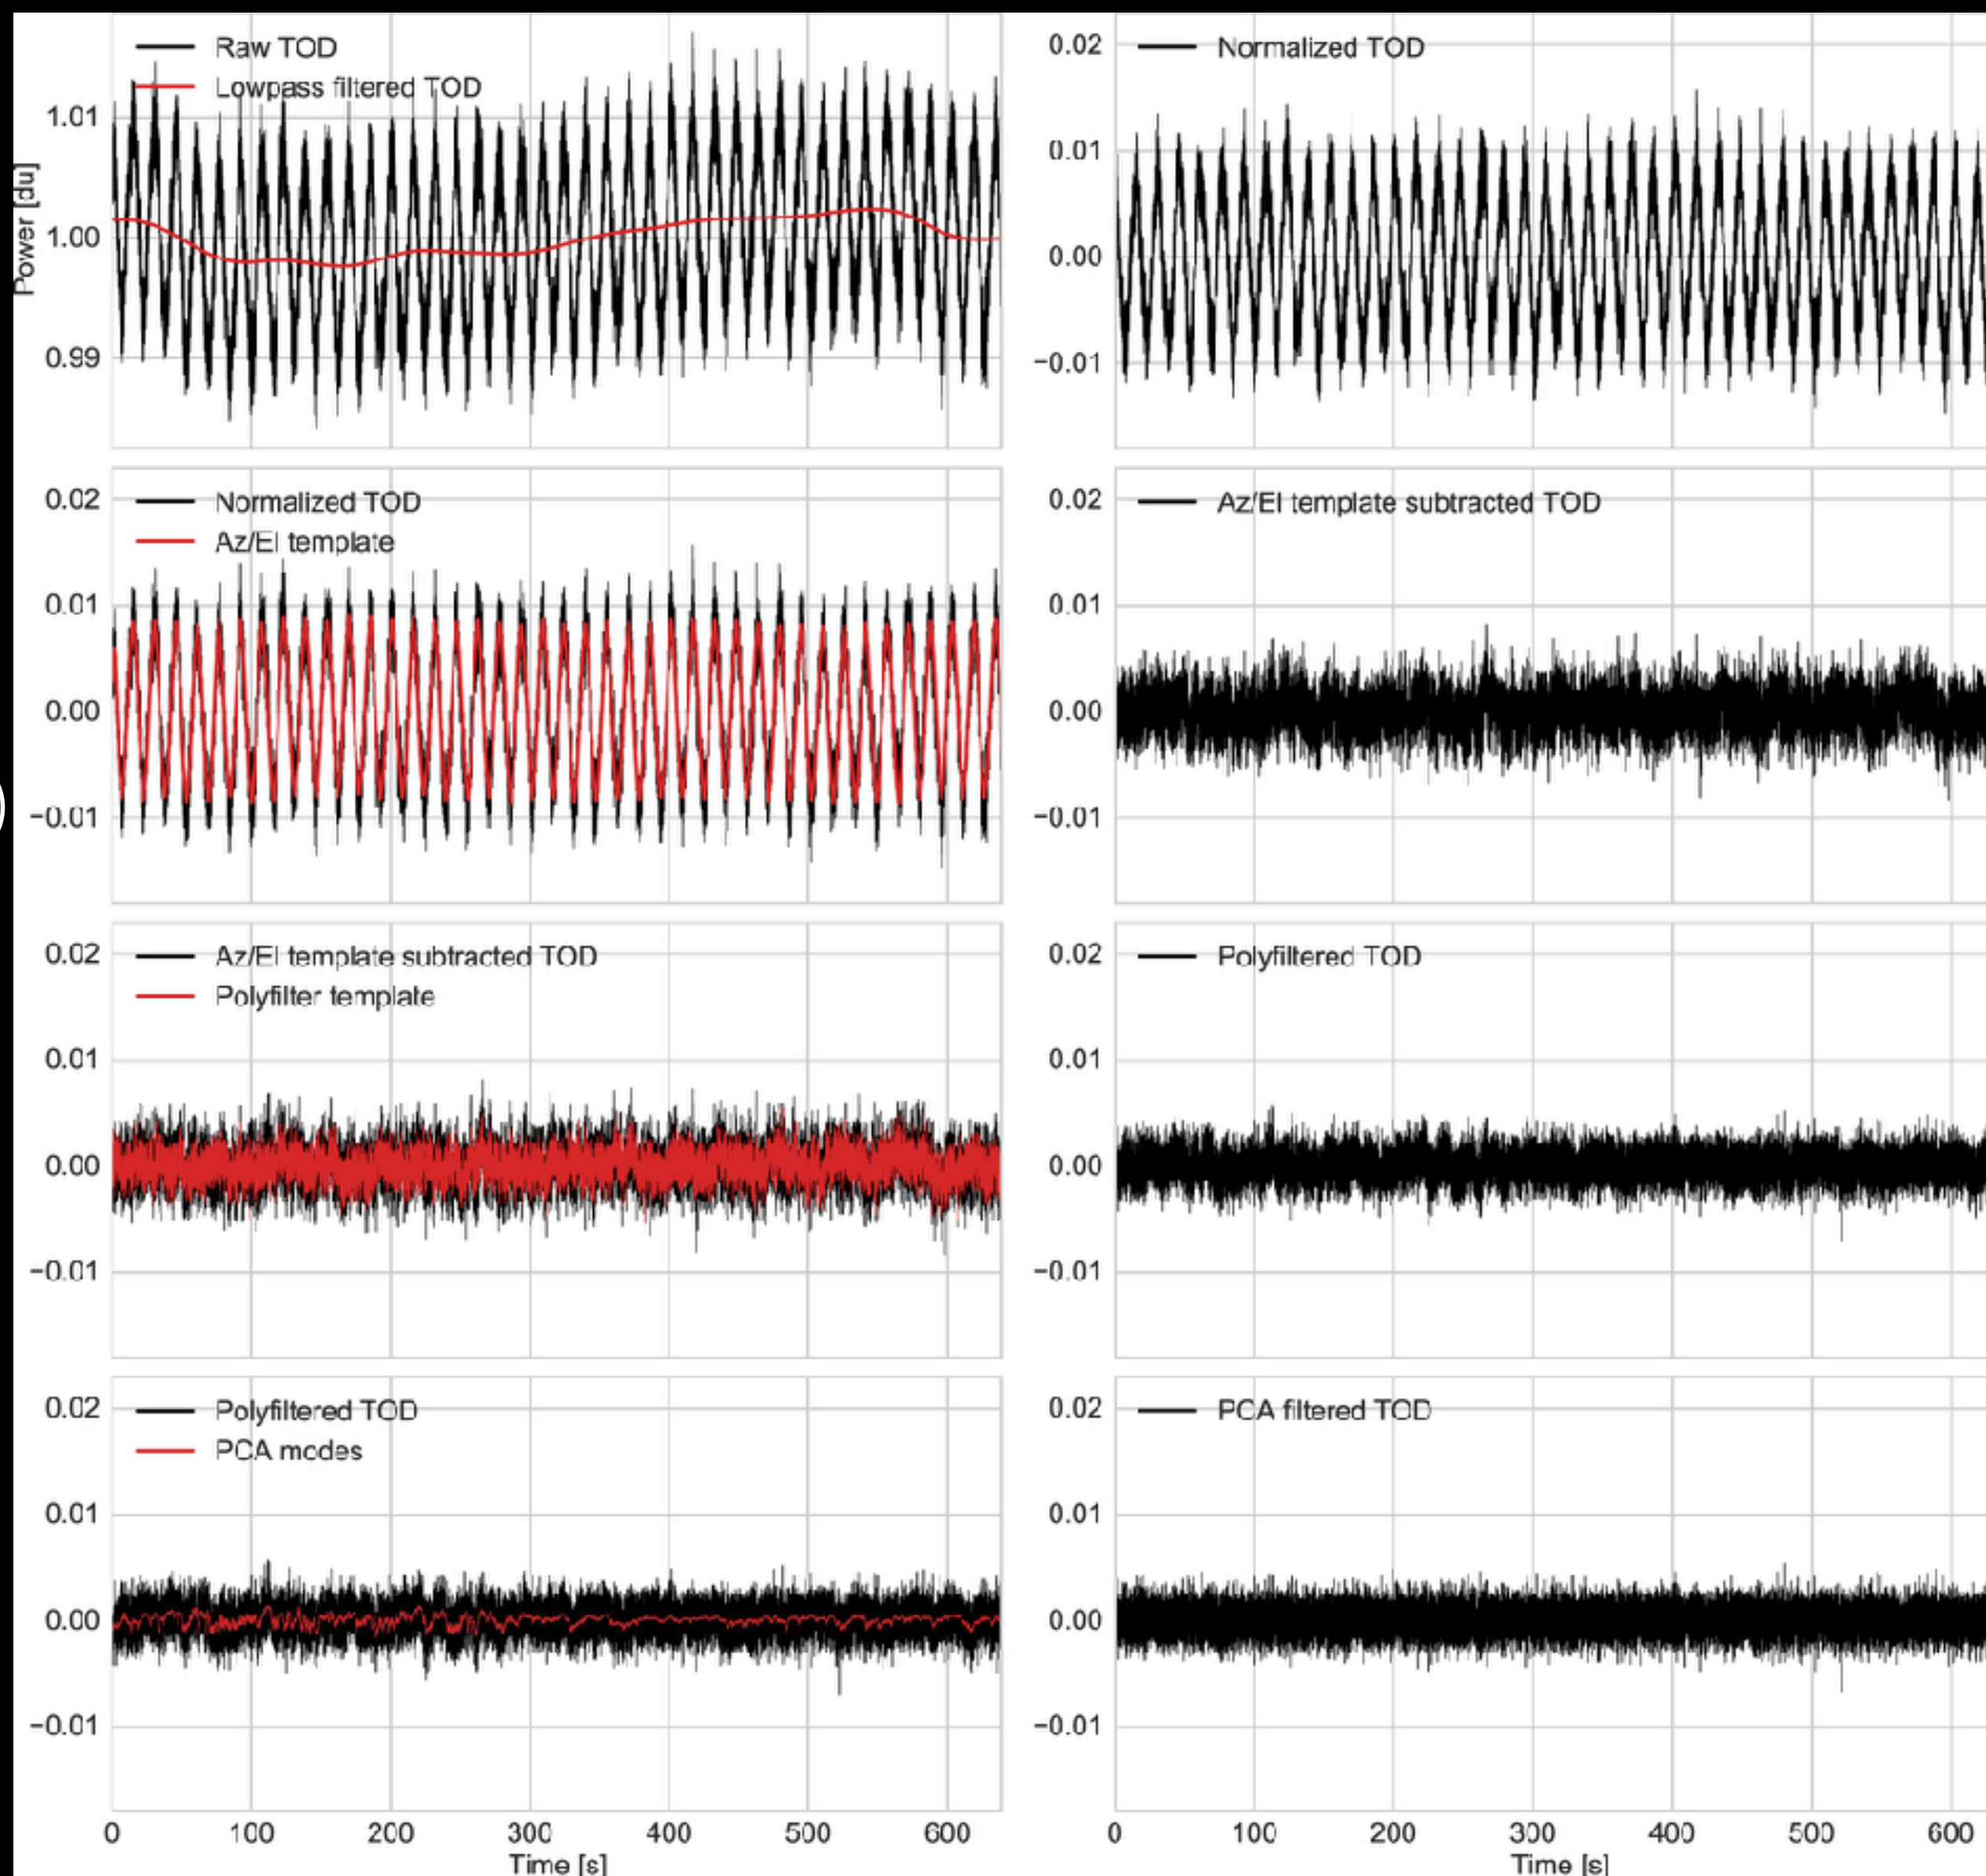 Raw TOD
Lowpass filtered TOD
1.01
1.00
0.99
Power [du]
Normalized TOD
0.02
0.01
0.00
−0.01
Normalized TOD
Az/El template
0.02
0.01
0.00
−0.01
Az/El template subtracted TOD
0.02
0.01
0.00
−0.01
Az/El template subtracted TOD
Polyfilter template
0.02
0.01
0.00
−0.01
Polyfiltered TOD
0.02
0.01
0.00
−0.01
Polyfiltered TOD
PCA modes
0.02
0.01
0.00
−0.01
0 100 200 300 400 500 600
Time [s]
PCA filtered TOD
0.02
0.01
0.00
−0.01
0 100 200 300 400 500 600
Time [s]
)